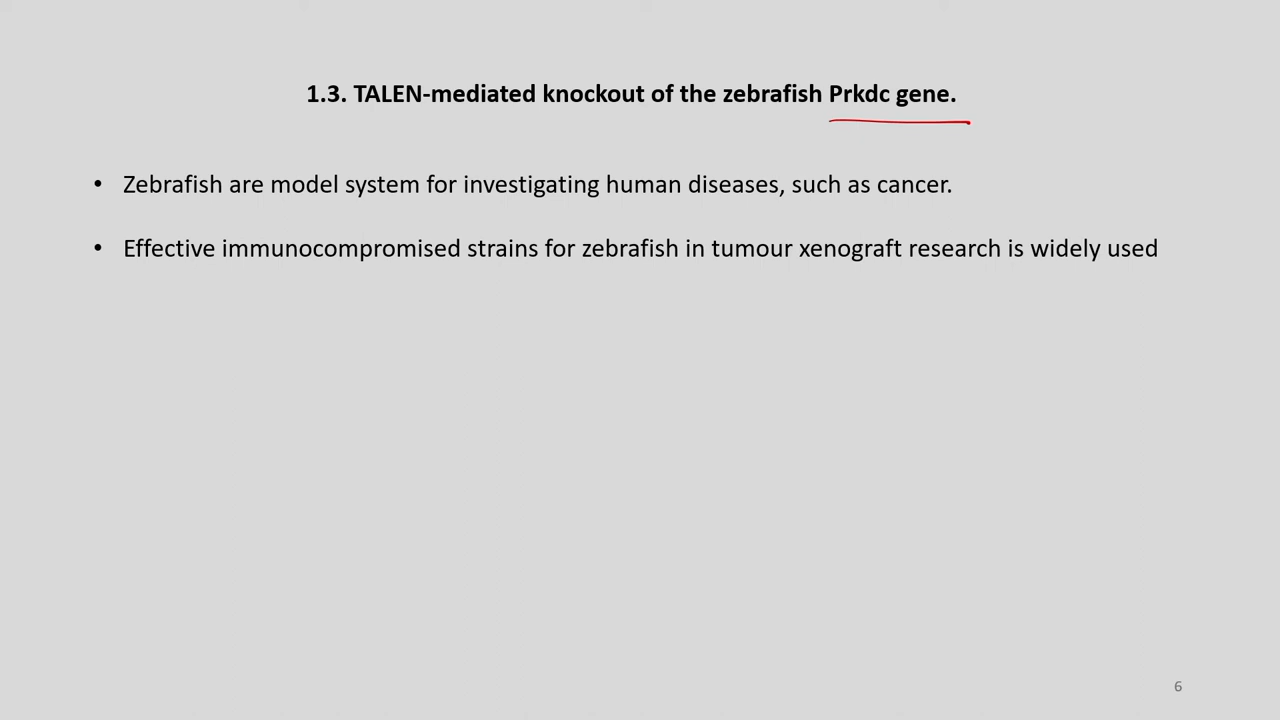 1.3. TALEN-mediated knockout of the zebrafish Prkdc gene.
• Zebrafish are model system for investigating human diseases, such as cancer.
• Effective immunocompromised strains for zebrafish in tumour xenograft research is widely used
6